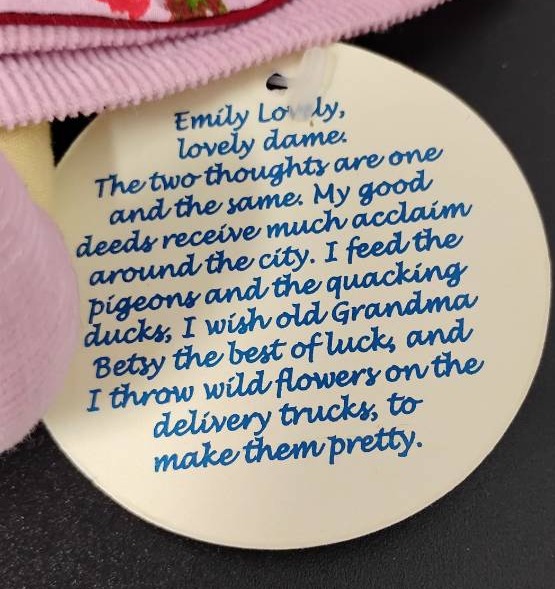 Emily Lovely,
lovely dame.
The two thoughts are one
and the same. My good
deeds receive much acclaim
around the city. I feed the
pigeons and the quacking
ducks, I wish old Grandma
Betsy the best of luck, and
I throw wild flowers on the
delivery trucks, to
make them pretty.